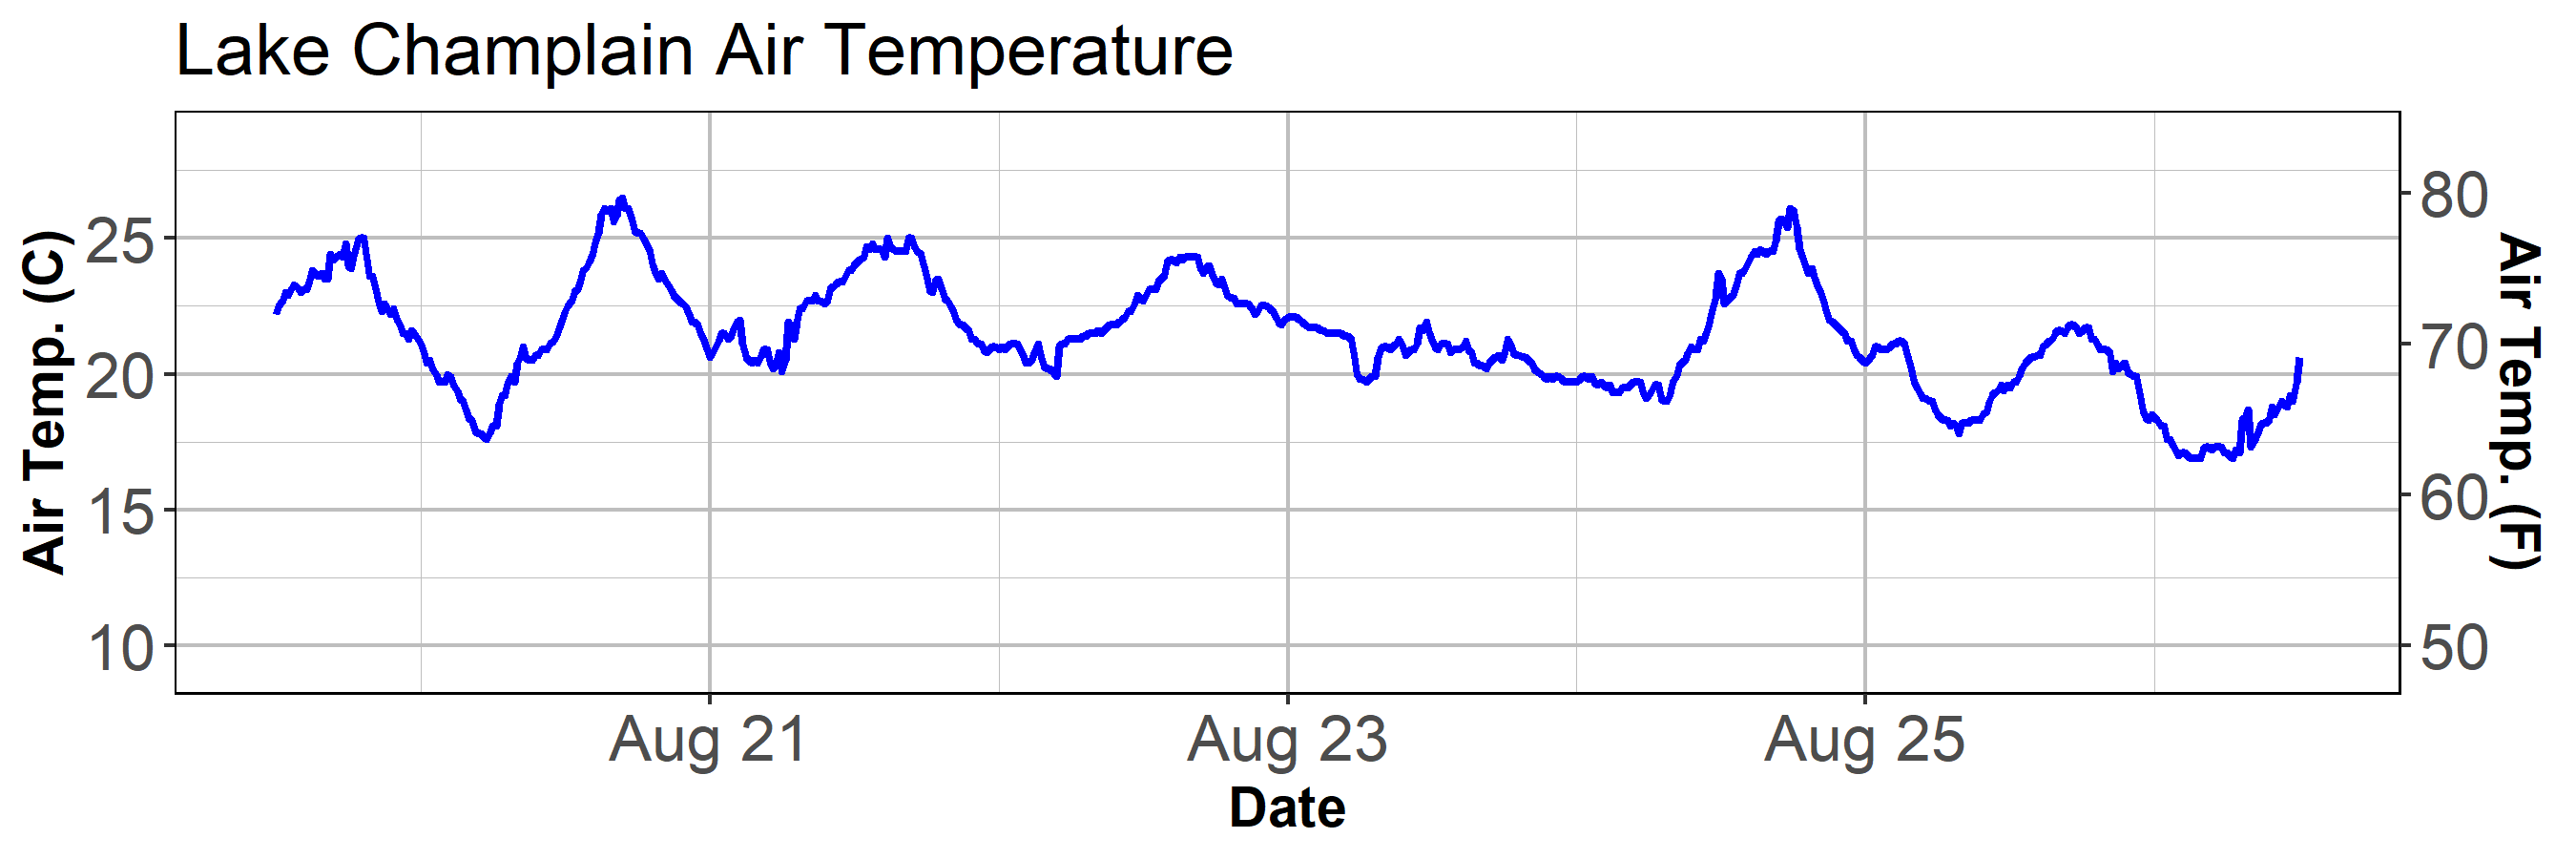 Lake Champlain Air Temperature
Air Temp. (C)
25
20
15
10
80
70
60
50
Air Temp. (F)
Aug 21
Aug 23
Aug 25
Date